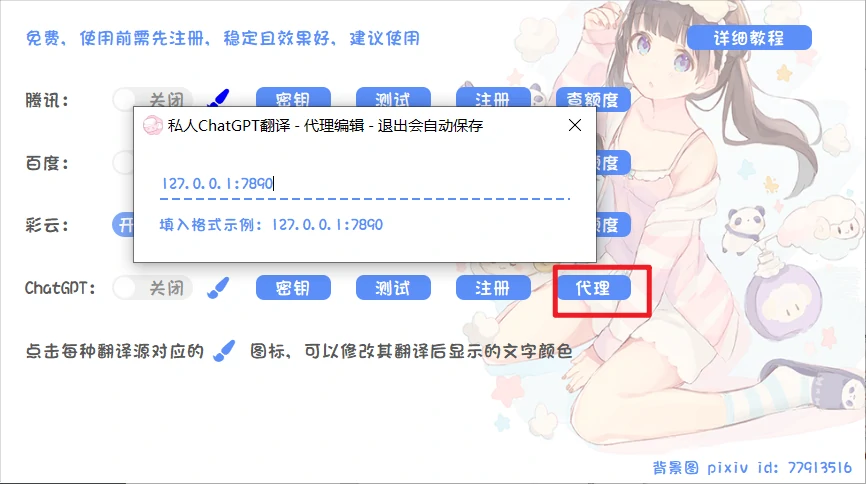 免费, 使用前需先注册, 稳定且效果好, 建议使用
详细教程
腾讯: 关闭 密钥 测试 注册 查额度
私人ChatGPT翻译 - 代理编辑 - 退出会自动保存
百度: 额度
127.0.0.1:7890
填入格式示例: 127.0.0.1:7890
彩云: 开 额度
ChatGPT: 关闭 密钥 测试 注册 代理
点击每种翻译源对应的 图标, 可以修改其翻译后显示的文字颜色
背景图 pixiv id: 77913516